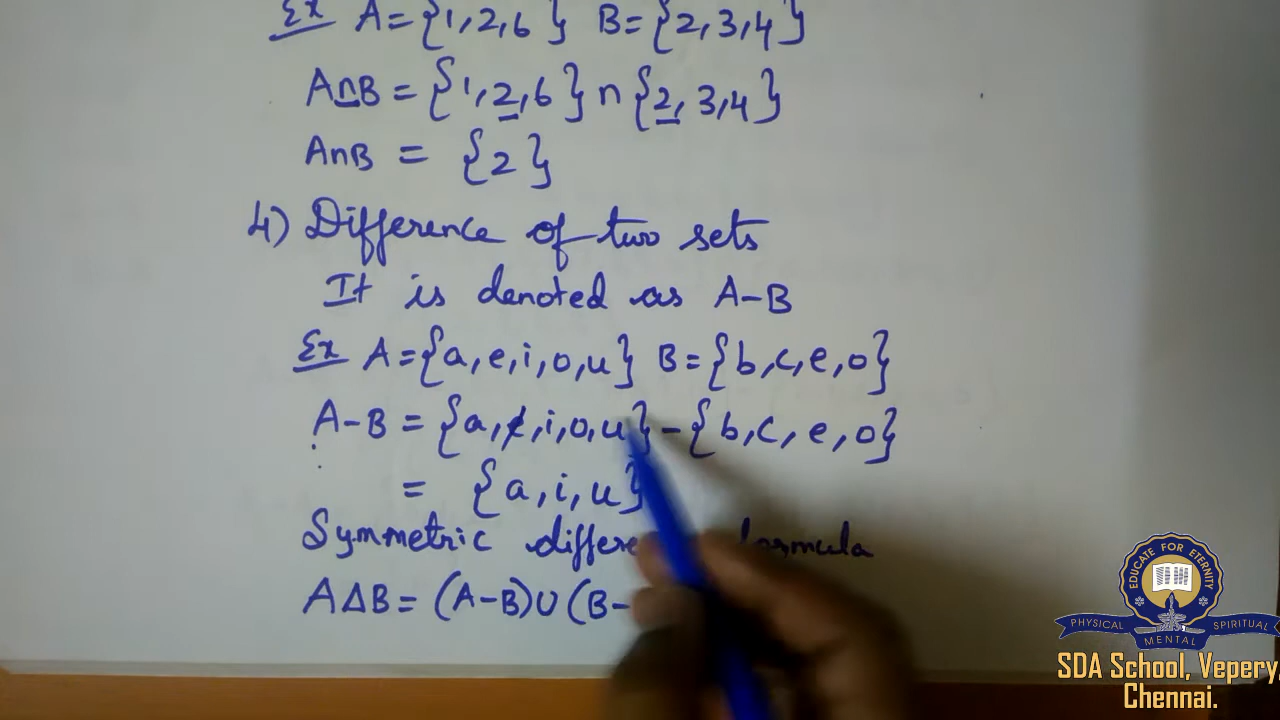 Ex A={1,2,6} B={2,3,4}
A∩B = {1,2,6} ∩ {2,3,4}
A∩B = {2}
4) Difference of two sets
It is denoted as A-B
Ex A={a,e,i,o,u} B={b,c,e,o}
A-B = {a,e,i,o,u} - {b,c,e,o}
= {a,i,u}
Symmetric formula
AΔB = (A-B)∪(B-
EDUCATE FOR ETERNITY
PHYSICAL MENTAL SPIRITUAL
SDA School, Vepery,
Chennai.